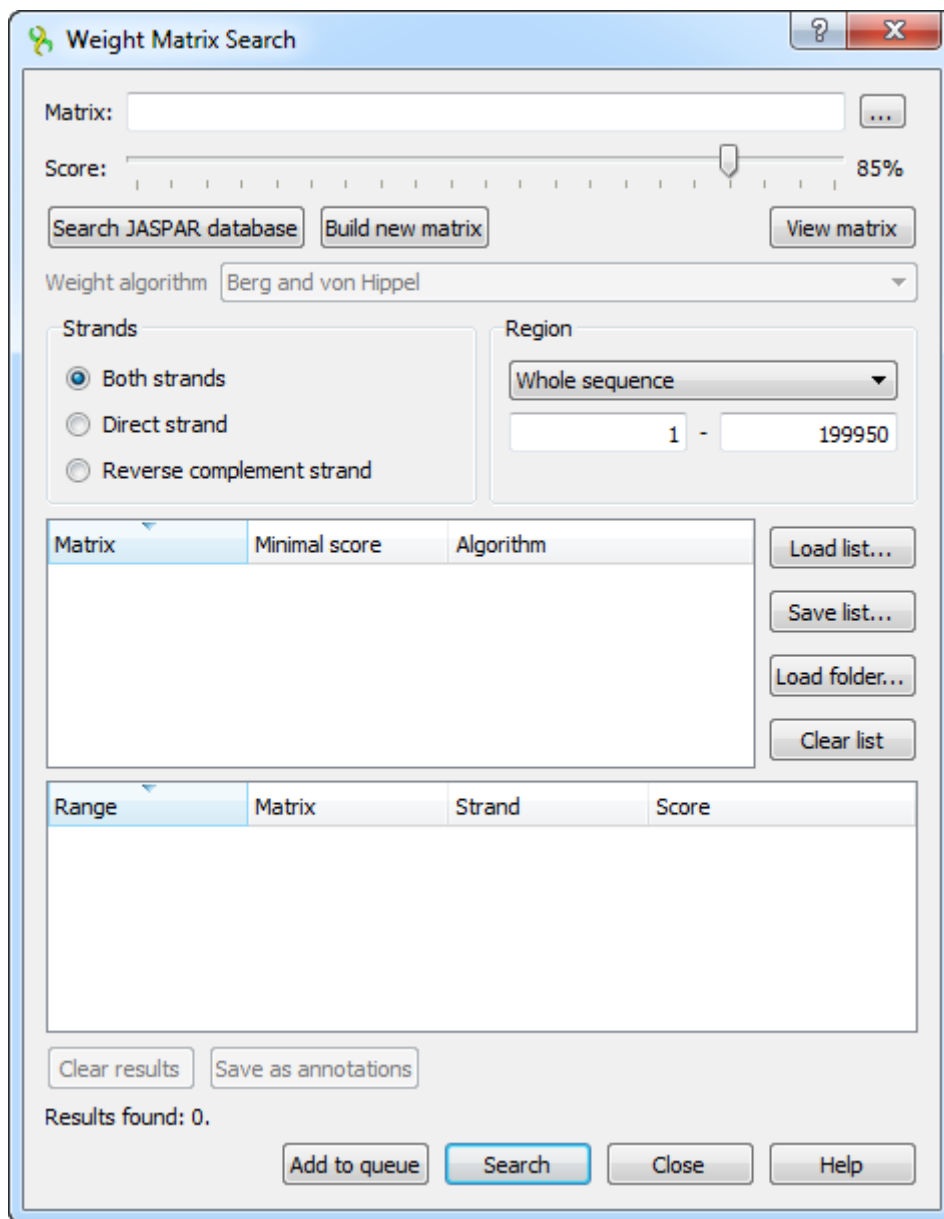 Weight Matrix Search
Matrix: ...
Score: 85%
Search JASPAR database Build new matrix View matrix
Weight algorithm Berg and von Hippel
Strands Region
Both strands Whole sequence
Direct strand 1 - 199950
Reverse complement strand
Matrix Minimal score Algorithm Load list...
Save list...
Load folder...
Clear list
Range Matrix Strand Score
Clear results Save as annotations
Results found: 0.
Add to queue Search Close Help